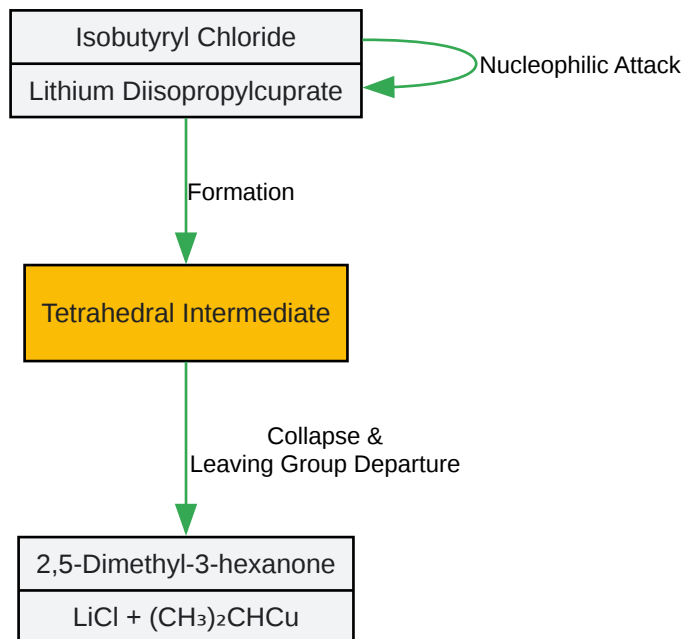 Isobutyryl Chloride
Lithium Diisopropylcuprate
Nucleophilic Attack
Formation
Tetrahedral Intermediate
Collapse &
Leaving Group Departure
2,5-Dimethyl-3-hexanone
LiCl + (CH₃)₂CHCu